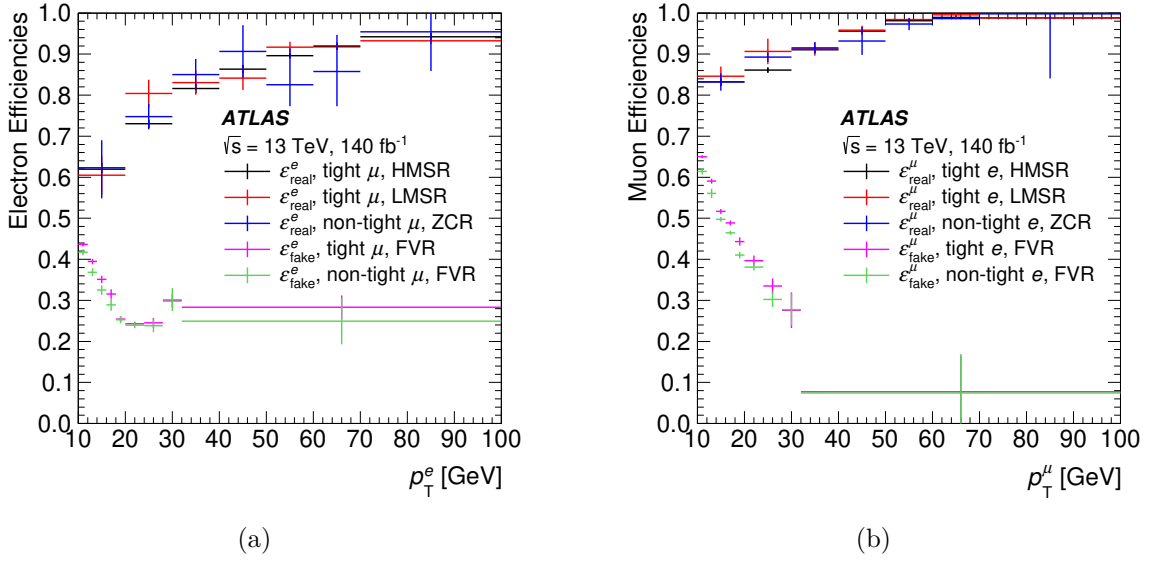 Electron Efficiencies
1.0
0.9
0.8
0.7
0.6
0.5
0.4
0.3
0.2
0.1
0.0
ATLAS
√s = 13 TeV, 140 fb⁻¹
ε^e_real, tight μ, HMSR
ε^e_real, tight μ, LMSR
ε^e_real, non-tight μ, ZCR
ε^e_fake, tight μ, FVR
ε^e_fake, non-tight μ, FVR
10 20 30 40 50 60 70 80 90 100
p^e_T [GeV]
(a)
Muon Efficiencies
1.0
0.9
0.8
0.7
0.6
0.5
0.4
0.3
0.2
0.1
0.0
ATLAS
√s = 13 TeV, 140 fb⁻¹
ε^μ_real, tight e, HMSR
ε^μ_real, tight e, LMSR
ε^μ_real, non-tight e, ZCR
ε^μ_fake, tight e, FVR
ε^μ_fake, non-tight e, FVR
10 20 30 40 50 60 70 80 90 100
p^μ_T [GeV]
(b)